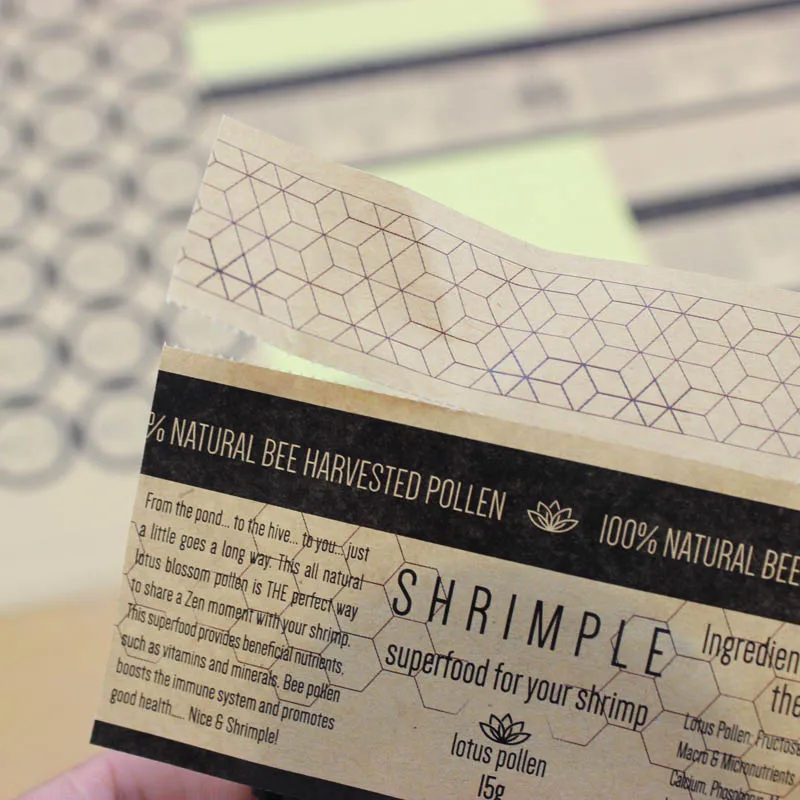 % NATURAL BEE HARVESTED POLLEN 100% NATURAL BEE
From the pond... to the hive... to you... just
a little goes a long way. This all natural
lotus blossom pollen is THE perfect way
to share a Zen moment with your shrimp.
This superfood provides beneficial nutrients,
such as vitamins and minerals. Bee pollen
boosts the immune system and promotes
good health.... Nice & Shrimple!
SHRIMPLE
superfood for your shrimp
lotus pollen
15g
Ingredien
the
Lotus Pollen: Fructose
Macro & Micronutrients
Calcium, Phosphorus, M